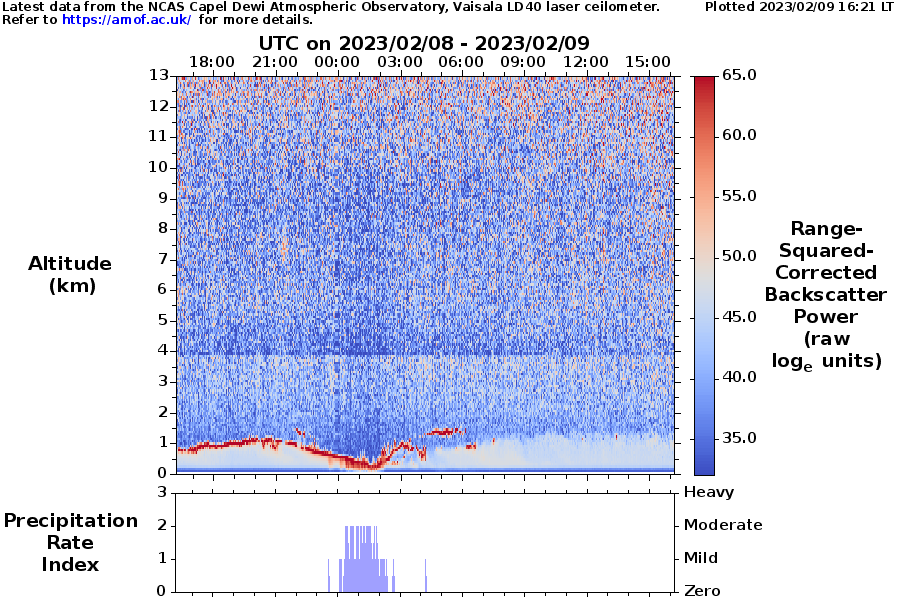 Latest data from the NCAS Capel Dewi Atmospheric Observatory, Vaisala LD40 laser ceilometer.
Plotted 2023/02/09 16:21 LT
Refer to https://amof.ac.uk/ for more details.
UTC on 2023/02/08 - 2023/02/09
18:00 21:00 00:00 03:00 06:00 09:00 12:00 15:00
13
12
11
10
9
8
7
6
5
4
3
2
1
0
Altitude
(km)
65.0
60.0
55.0
50.0
45.0
40.0
35.0
Range-
Squared-
Corrected
Backscatter
Power
(raw
loge units)
3
2
1
0
Precipitation
Rate
Index
Heavy
Moderate
Mild
Zero